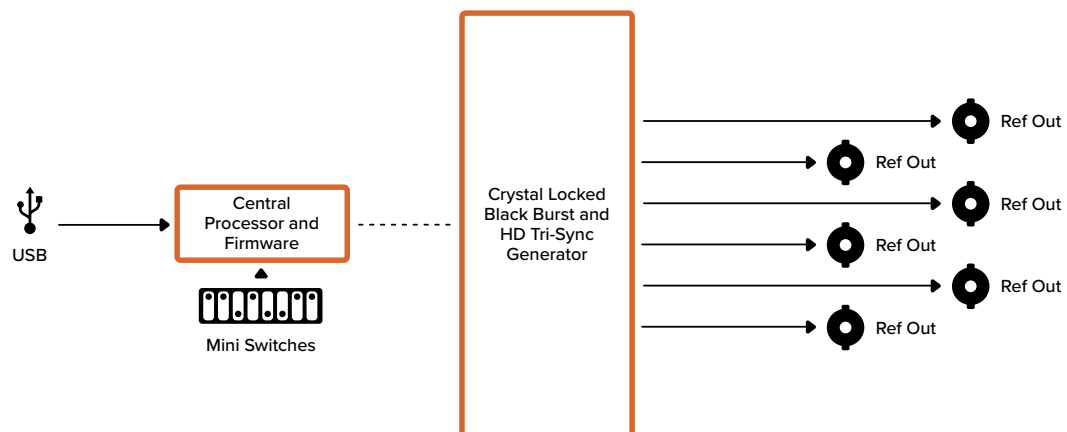 USB
Central
Processor and
Firmware
Mini Switches
Crystal Locked
Black Burst and
HD Tri-Sync
Generator
Ref Out
Ref Out
Ref Out
Ref Out
Ref Out
Ref Out